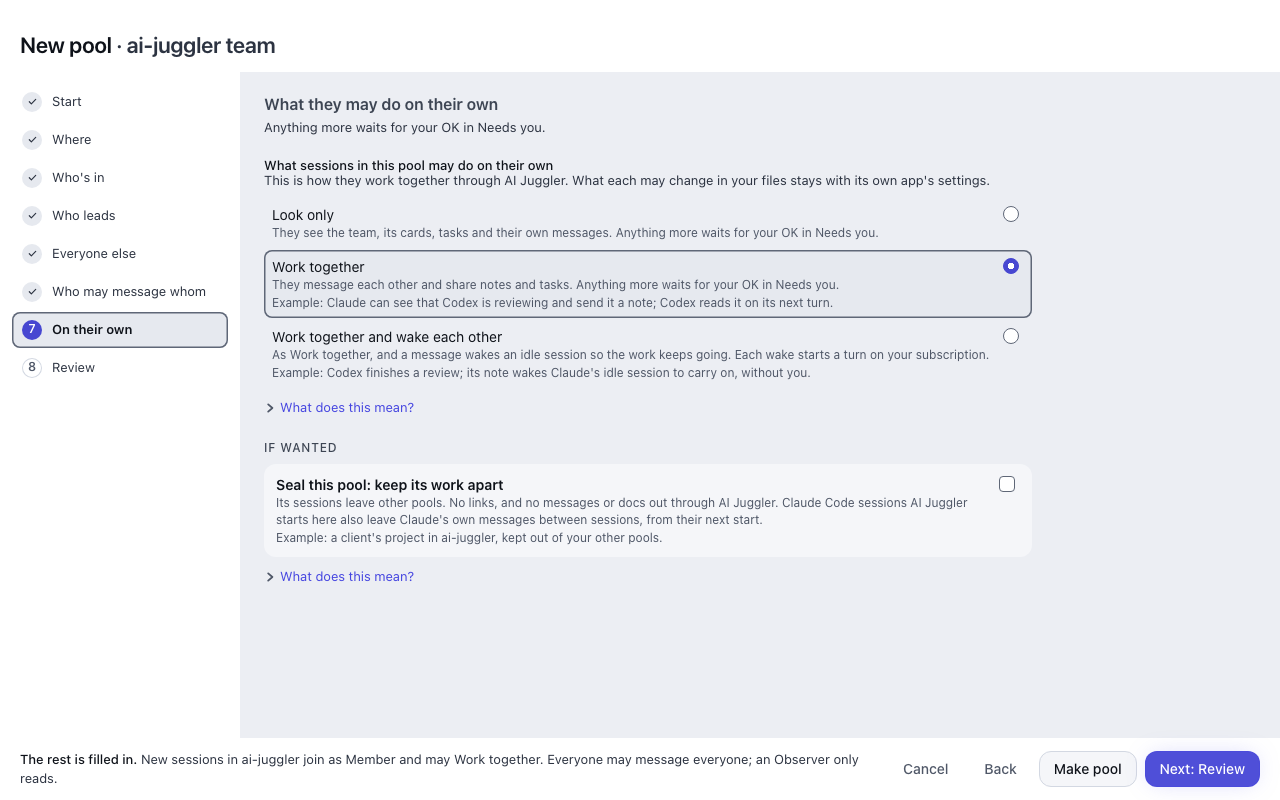 New pool · ai-juggler team
Start
Where
Who's in
Who leads
Everyone else
Who may message whom
7 On their own
8 Review
What they may do on their own
Anything more waits for your OK in Needs you.
What sessions in this pool may do on their own
This is how they work together through AI Juggler. What each may change in your files stays with its own app's settings.
Look only
They see the team, its cards, tasks and their own messages. Anything more waits for your OK in Needs you.
Work together
They message each other and share notes and tasks. Anything more waits for your OK in Needs you.
Example: Claude can see that Codex is reviewing and send it a note; Codex reads it on its next turn.
Work together and wake each other
As Work together, and a message wakes an idle session so the work keeps going. Each wake starts a turn on your subscription.
Example: Codex finishes a review; its note wakes Claude's idle session to carry on, without you.
What does this mean?
IF WANTED
Seal this pool: keep its work apart
Its sessions leave other pools. No links, and no messages or docs out through AI Juggler. Claude Code sessions AI Juggler
starts here also leave Claude's own messages between sessions, from their next start.
Example: a client's project in ai-juggler, kept out of your other pools.
What does this mean?
The rest is filled in. New sessions in ai-juggler join as Member and may Work together. Everyone may message everyone; an Observer only
reads.
Cancel Back Make pool Next: Review